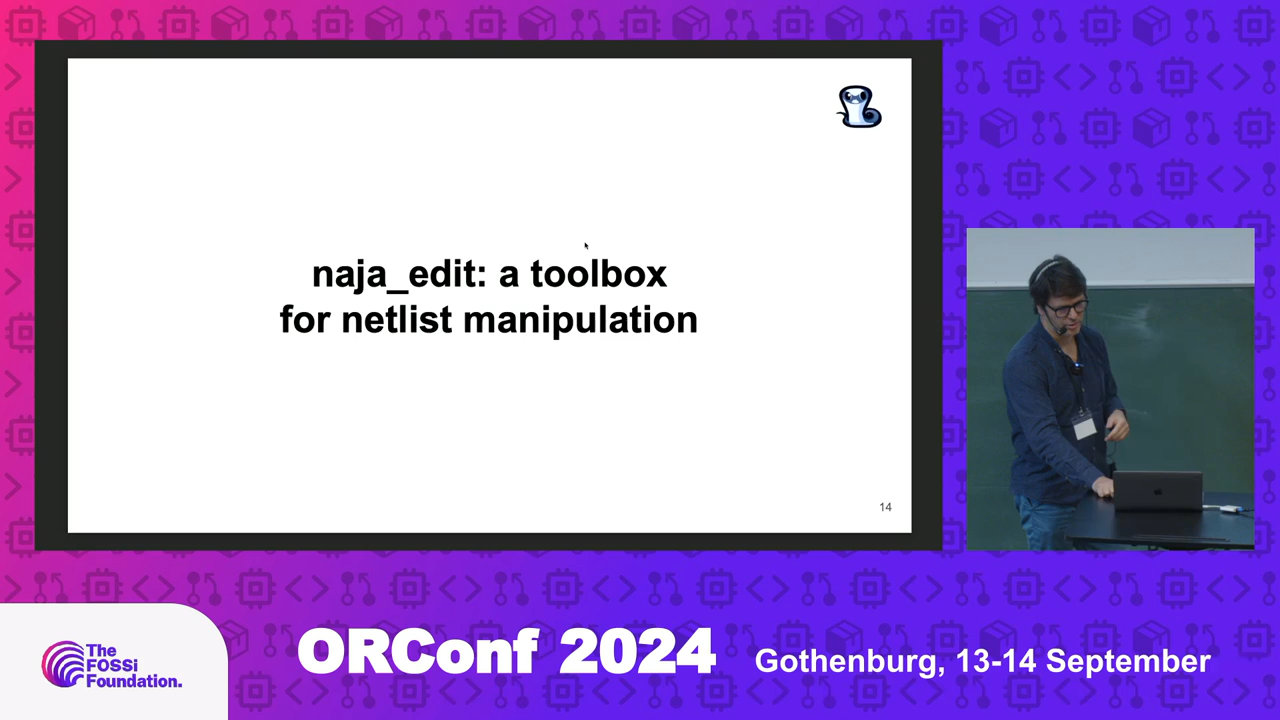 naja_edit: a toolbox
for netlist manipulation
14
The
FOSSi
Foundation.
ORConf 2024
Gothenburg, 13-14 September